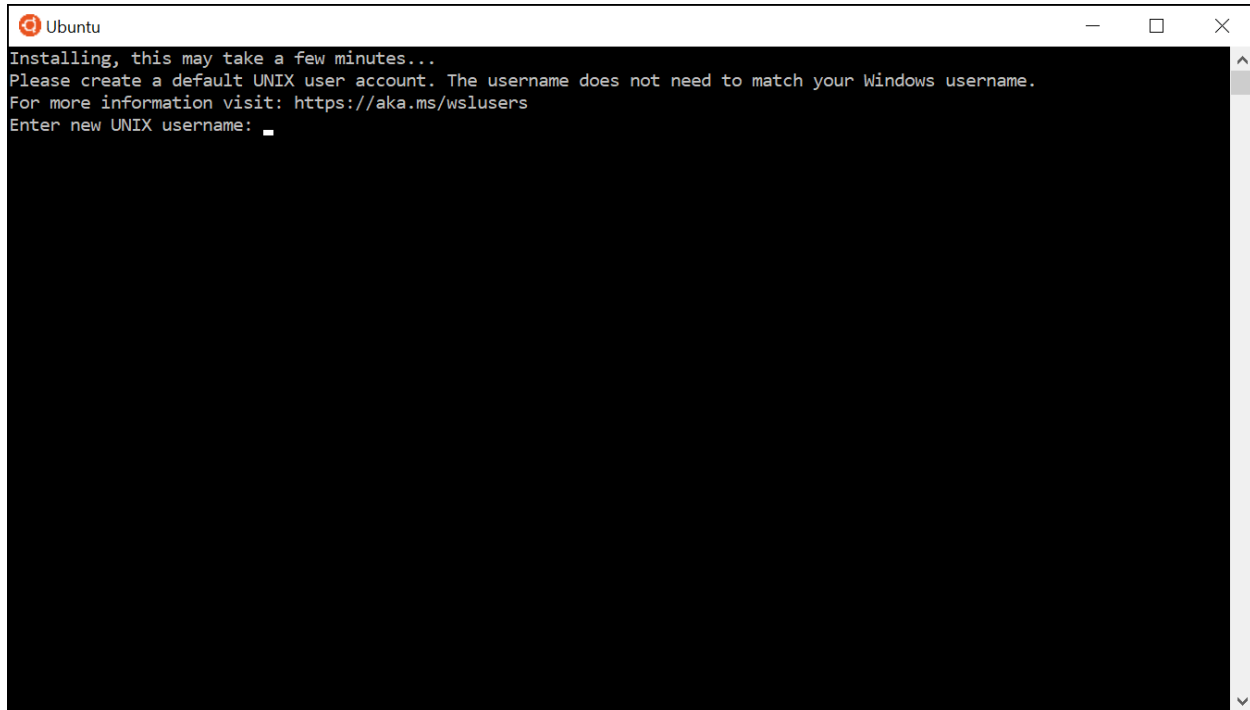 Ubuntu
Installing, this may take a few minutes...
Please create a default UNIX user account. The username does not need to match your Windows username.
For more information visit: https://aka.ms/wslusers
Enter new UNIX username: